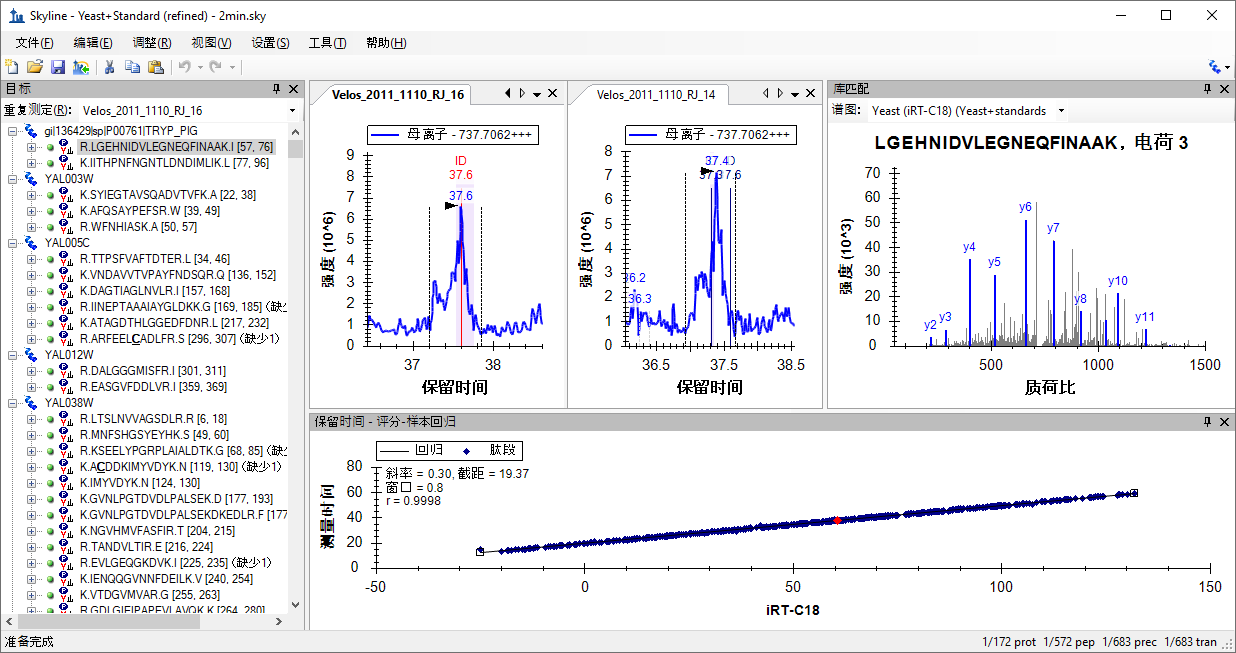 Skyline - Yeast+Standard (refined) - 2min.sky
文件(F) 编辑(E) 调整(R) 视图(V) 设置(S) 工具(T) 帮助(H)
目标
重复测定(R): Velos_2011_1110_RJ_16
gi|136429|sp|P00761|TRYP_PIG
R.LGEHNIDVLEGNEQFINAAK.I [57, 76]
K.IITHPNFNGNTLDNDIMLIK.L [77, 96]
YAL003W
K.SYIEGTAVSQADVTVFK.A [22, 38]
K.AFQSAYPEFSR.W [39, 49]
R.WFNHIASK.A [50, 57]
YAL005C
R.TTPSFVAFTDTER.L [34, 46]
K.VNDAVVTVPAYFNDSQR.Q [136, 152]
K.DAGTIAGLNVLR.I [157, 168]
R.IINEPTAAAIAYGLDKK.G [169, 185] (缺少
K.ATAGDTHLGGEDFDNR.L [217, 232]
R.ARFEELCADLFR.S [296, 307] (缺少1)
YAL012W
R.DALGGGMISFR.I [301, 311]
R.EASGVFDDLVR.I [359, 369]
YAL038W
R.LTSLNVVAGSDLR.R [6, 18]
R.MNFSHGSYEYHK.S [49, 60]
R.KSEELYPGRPLAIALDTK.G [68, 85] (缺少
K.ACDDKIMYVDYK.N [119, 130] (缺少1)
K.IMYVDYK.N [124, 130]
K.GVNLPGTDVDLPALSEK.D [177, 193]
K.GVNLPGTDVDLPALSEKDKEDLR.F [177
K.NGVHMVFASFIR.T [204, 215]
R.TANDVLTIR.E [216, 224]
R.EVLGEQGKDVK.I [225, 235] (缺少1)
K.IENQQGVNNFDEILK.V [240, 254]
K.VTDGVMVAR.G [255, 263]
R.GDLGIEIPAPEVLAVQK.K [264, 280]
Velos_2011_1110_RJ_16
母离子 - 737.7062+++
ID
37.6
37.6
9
8
7
6
5
4
3
2
1
0
强度 (10^6)
37 38
保留时间
Velos_2011_1110_RJ_14
母离子 - 737.7062+++
37.6
36.2
36.3
8
7
6
5
4
3
2
1
0
强度 (10^6)
36.5 37.5 38.5
保留时间
库匹配
谱图: Yeast (iRT-C18) (Yeast+standards
LGEHNIDVLEGNEQFINAAK, 电荷 3
y6
y7
y4
y5
y10
y8
y3
y11
y2
70
60
50
40
30
20
10
0
强度 (10^3)
500 1000 1500
质荷比
保留时间 - 评分-样本回归
回归 肽段
斜率 = 0.30, 截距 = 19.37
窗口 = 0.8
r = 0.9998
80
60
40
20
0
测量时间
-50 0 50 100 150
iRT-C18
准备完成
1/172 prot 1/572 pep 1/683 prec 1/683 tran